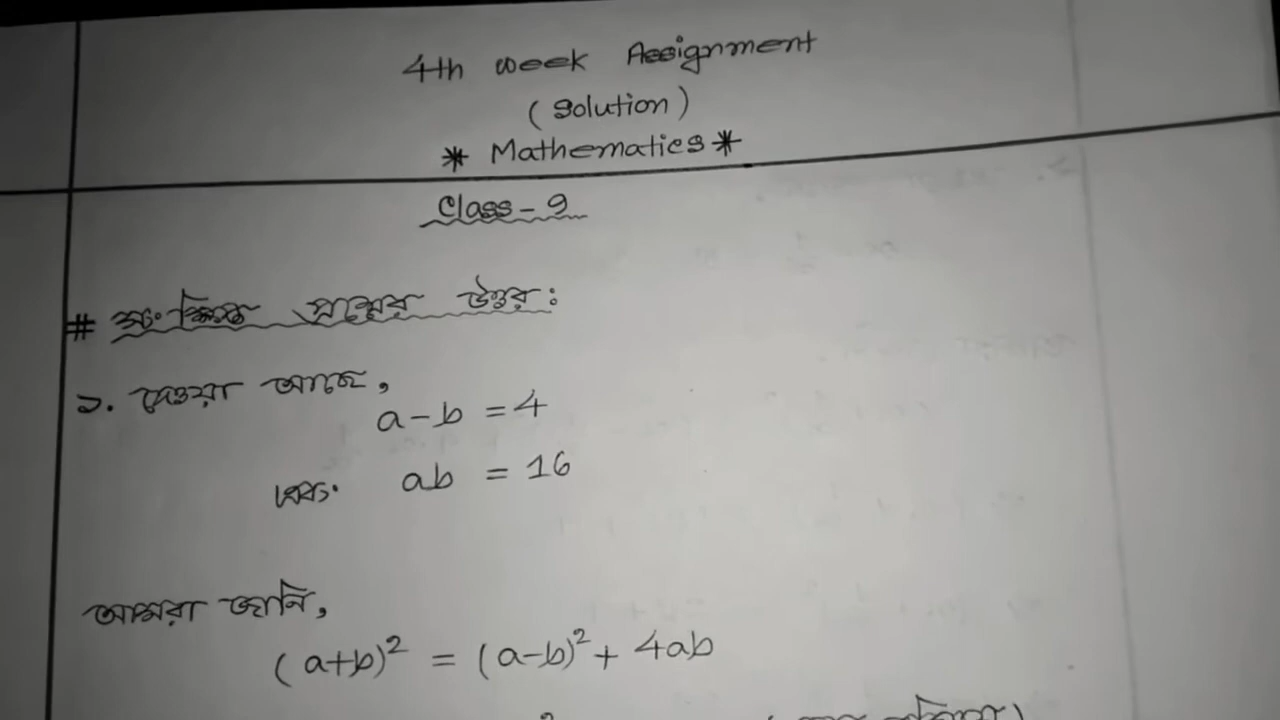 4th week Assignment
(Solution)
* Mathematics *
Class - 9
# সংক্ষিপ্ত প্রশ্নের উত্তর:
১. দেওয়া আছে,
a-b = 4
এবং ab = 16
আমরা জানি,
(a+b)² = (a-b)² + 4ab